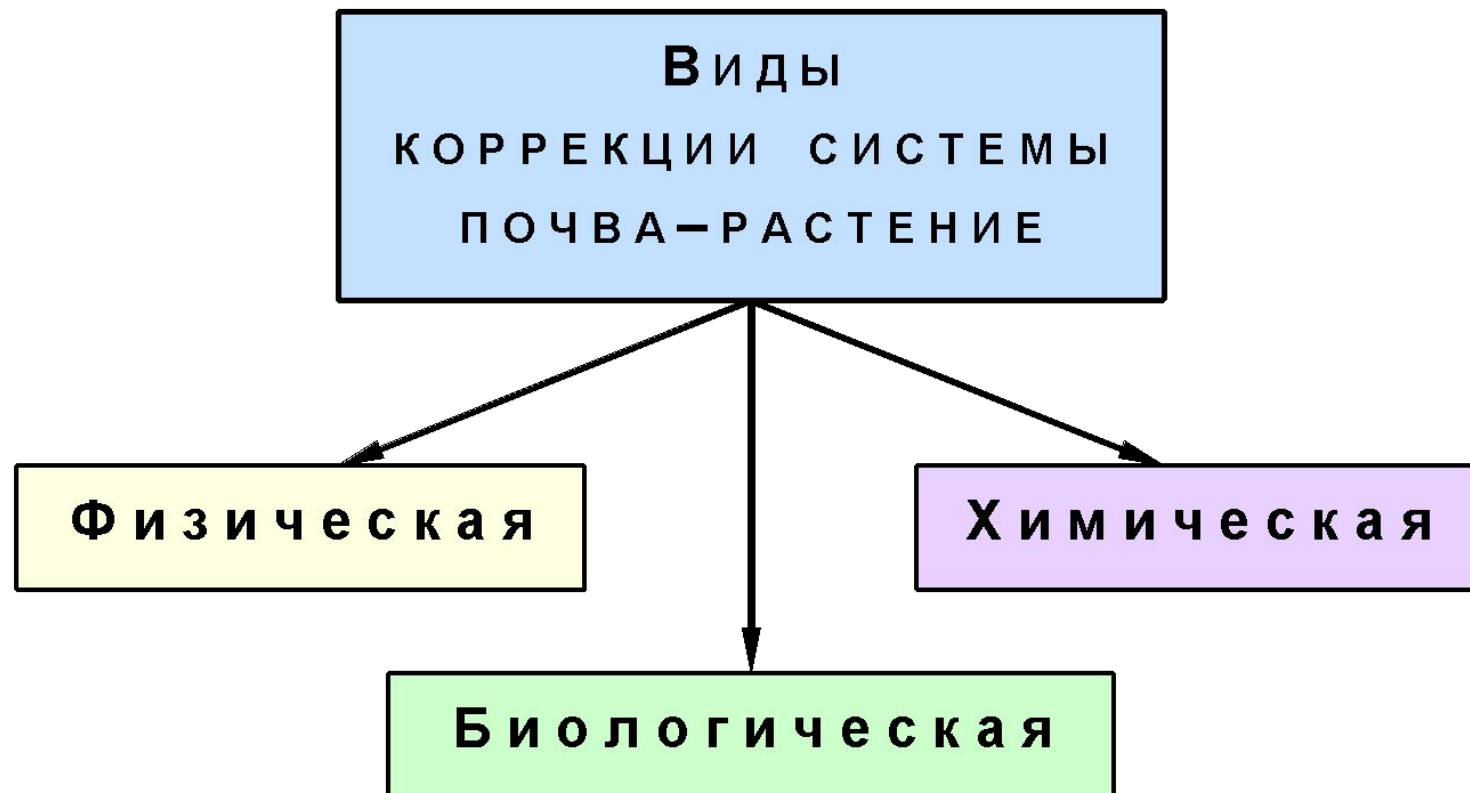 Виды
коррекции системы
почва–растение
Физическая
Химическая
Биологическая